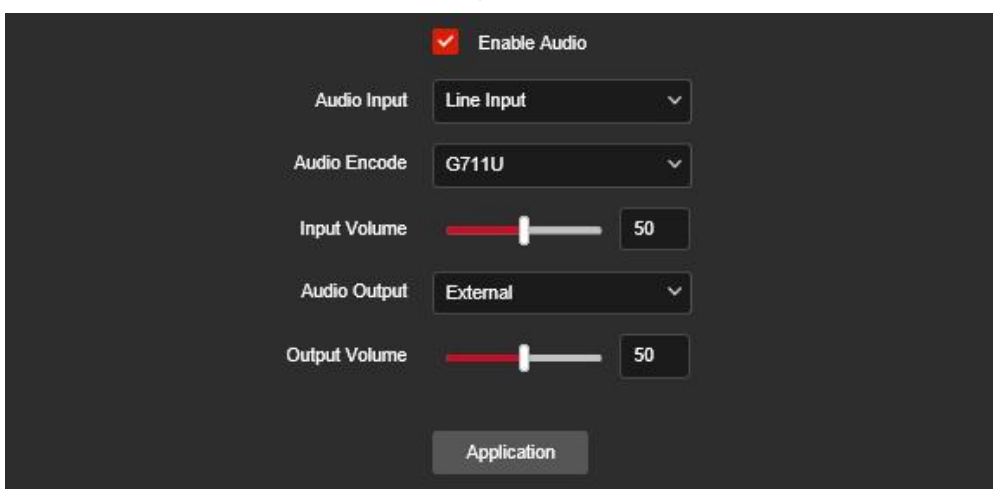 Enable Audio
Audio Input Line Input
Audio Encode G711U
Input Volume 50
Audio Output External
Output Volume 50
Application